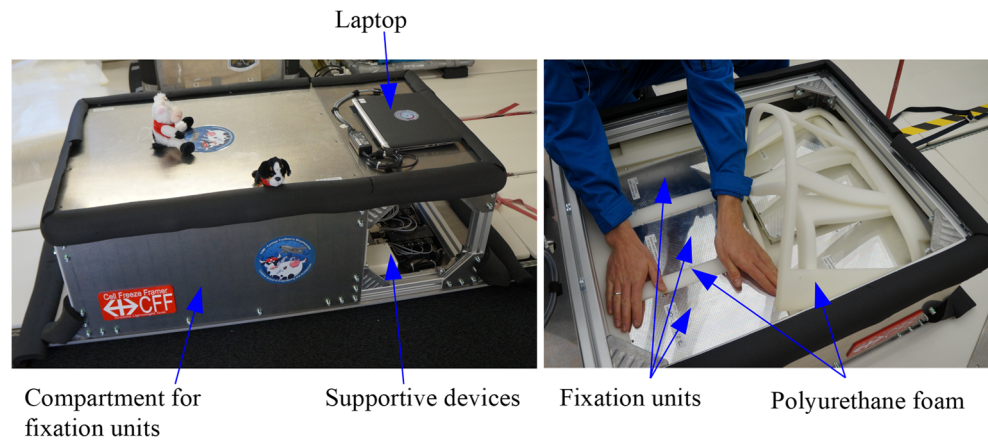 Laptop
Cell Freeze Framer
CFF
Compartment for
fixation units
Supportive devices
Fixation units
Polyurethane foam